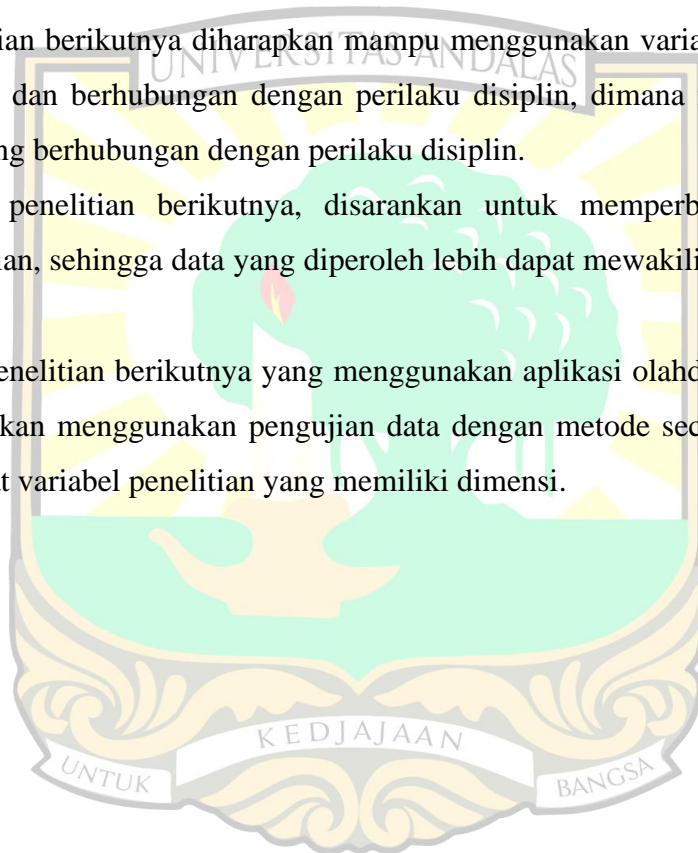 ian berikutnya diharapkan mampu menggunakan varia
UNIVERSITAS ANDALAS
dan berhubungan dengan perilaku disiplin, dimana
ng berhubungan dengan perilaku disiplin.
penelitian berikutnya, disarankan untuk memperb
ian, sehingga data yang diperoleh lebih dapat mewakili
enelitian berikutnya yang menggunakan aplikasi olahd
kan menggunakan pengujian data dengan metode sec
t variabel penelitian yang memiliki dimensi.
UNTUK KEDJAJAAN BANGSA